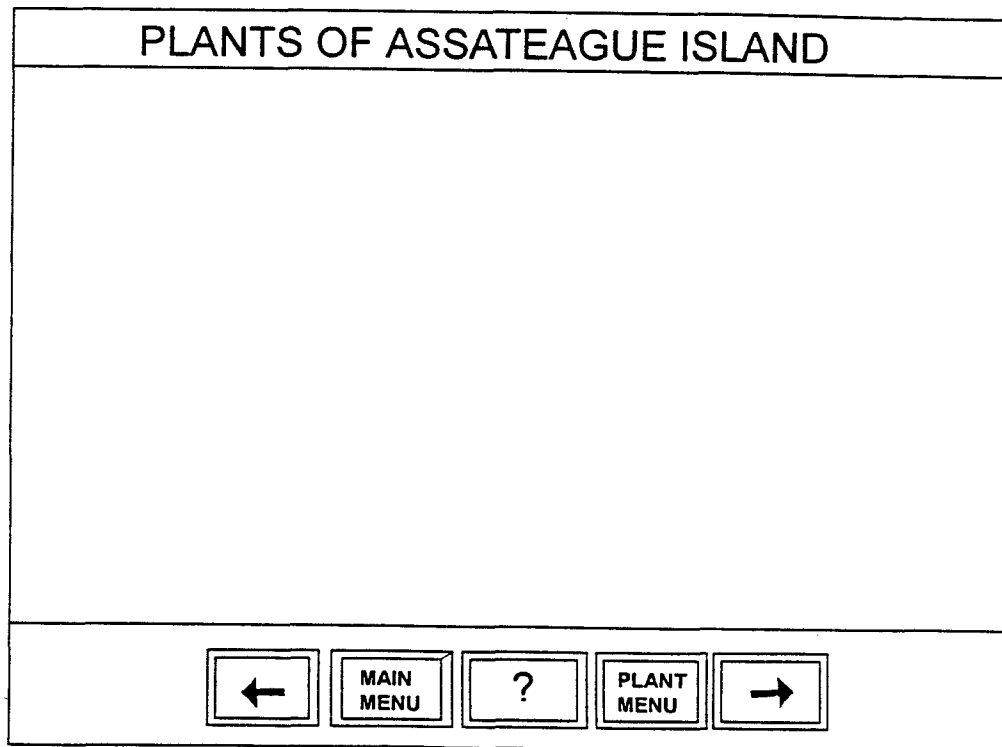 PLANTS OF ASSATEAGUE ISLAND
← MAIN MENU ? PLANT MENU →